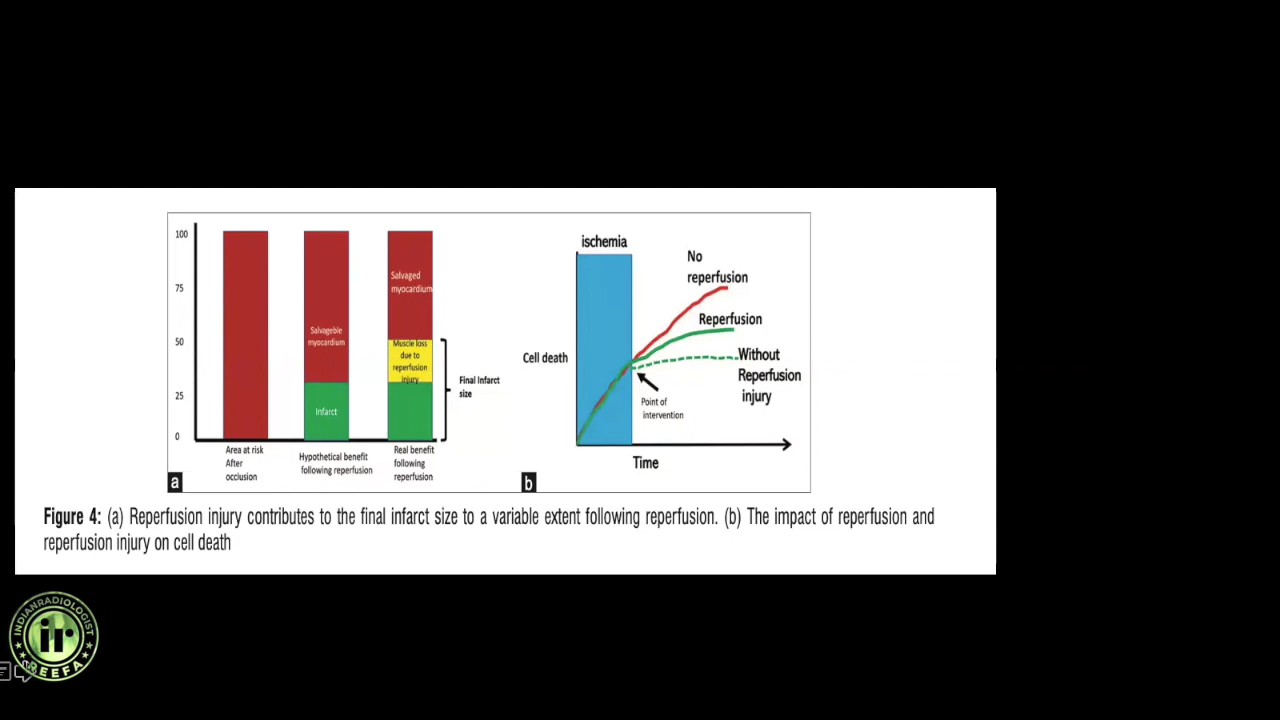 100
75
50
25
0
Salvageble
myocardium
Infarct
Salvaged
myocardium
Muscle loss
due to
reperfusion
injury
Final Infarct
size
Area at risk
After
occlusion
Hypothetical benefit
following reperfusion
Real benefit
following
reperfusion
a
ischemia
No
reperfusion
Reperfusion
Without
Reperfusion
injury
Cell death
Point of
intervention
Time
b
Figure 4: (a) Reperfusion injury contributes to the final infarct size to a variable extent following reperfusion. (b) The impact of reperfusion and
reperfusion injury on cell death
INDIANRADIOLOGIST
ir
REEFA